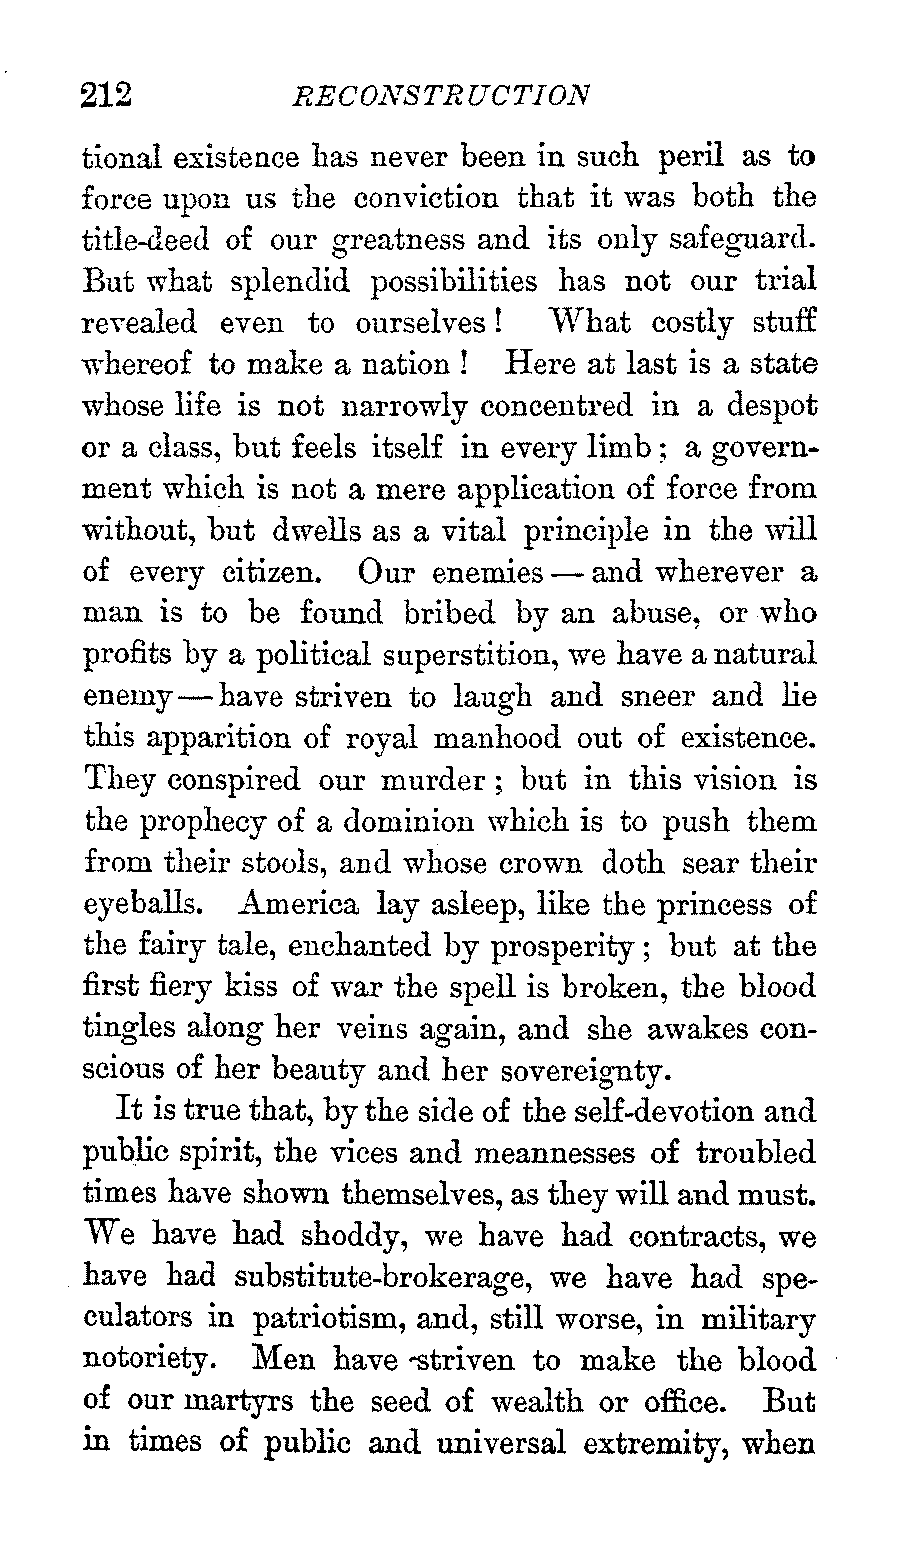 212 RECONSTRUCTION
tional existence has never been in such peril as to
force upon us the conviction that it was both the
title-deed of our greatness and its only safeguard.
But what splendid possibilities has not our trial
revealed even to ourselves! What costly stuff
whereof to make a nation! Here at last is a state
whose life is not narrowly concentred in a despot
or a class, but feels itself in every limb; a govern-
ment which is not a mere application of force from
without, but dwells as a vital principle in the will
of every citizen. Our enemies — and wherever a
man is to be found bribed by an abuse, or who
profits by a political superstition, we have a natural
enemy — have striven to laugh and sneer and lie
this apparition of royal manhood out of existence.
They conspired our murder; but in this vision is
the prophecy of a dominion which is to push them
from their stools, and whose crown doth sear their
eyeballs. America lay asleep, like the princess of
the fairy tale, enchanted by prosperity; but at the
first fiery kiss of war the spell is broken, the blood
tingles along her veins again, and she awakes con-
scious of her beauty and her sovereignty.
It is true that, by the side of the self-devotion and
public spirit, the vices and meannesses of troubled
times have shown themselves, as they will and must.
We have had shoddy, we have had contracts, we
have had substitute-brokerage, we have had spe-
culators in patriotism, and, still worse, in military
notoriety. Men have striven to make the blood
of our martyrs the seed of wealth or office. But
in times of public and universal extremity, when